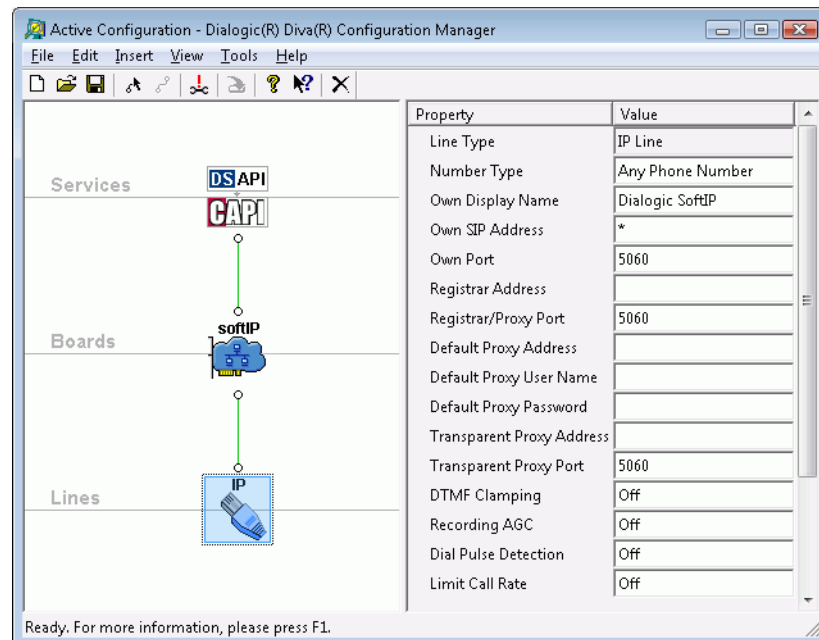 Active Configuration - Dialogic(R) Diva(R) Configuration Manager
File Edit Insert View Tools Help
Services
DS API
CAPI
Boards
softIP
Lines
IP
Property Value
Line Type IP Line
Number Type Any Phone Number
Own Display Name Dialogic SoftIP
Own SIP Address *
Own Port 5060
Registrar Address
Registrar/Proxy Port 5060
Default Proxy Address
Default Proxy User Name
Default Proxy Password
Transparent Proxy Address
Transparent Proxy Port 5060
DTMF Clamping Off
Recording AGC Off
Dial Pulse Detection Off
Limit Call Rate Off
Ready. For more information, please press F1.